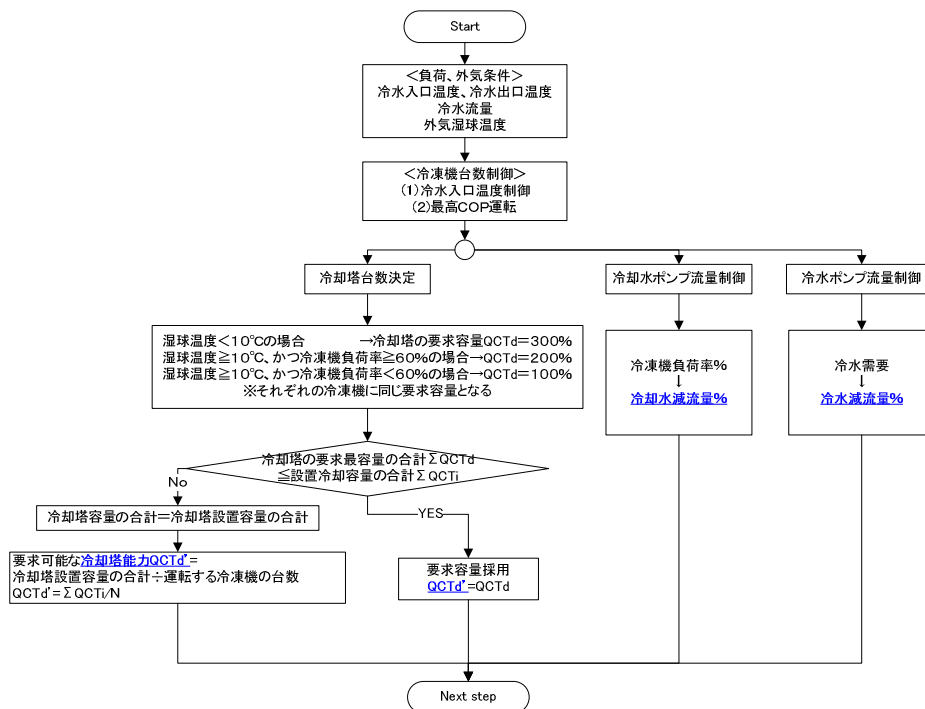 Start
＜負荷、外気条件＞
冷水入口温度、冷水出口温度
冷水流量
外気湿球温度
＜冷凍機台数制御＞
(1)冷水入口温度制御
(2)最高COP運転
冷却塔台数決定
冷却水ポンプ流量制御
冷水ポンプ流量制御
湿球温度＜10℃の場合　　　　→冷却塔の要求容量QCTd＝300%
湿球温度≧10℃、かつ冷凍機負荷率≧60%の場合→QCTd＝200%
湿球温度≧10℃、かつ冷凍機負荷率＜60%の場合→QCTd＝100%
※それぞれの冷凍機に同じ要求容量となる
冷凍機負荷率%
↓
冷却水減流量%
冷水需要
↓
冷水減流量%
冷却塔の要求最容量の合計ΣQCTd
≦設置冷却容量の合計ΣQCTi
No
YES
冷却塔容量の合計＝冷却塔設置容量の合計
要求可能な冷却塔能力QCTd'=
冷却塔設置容量の合計÷運転する冷凍機の台数
QCTd'=ΣQCTi/N
要求容量採用
QCTd'=QCTd
Next step